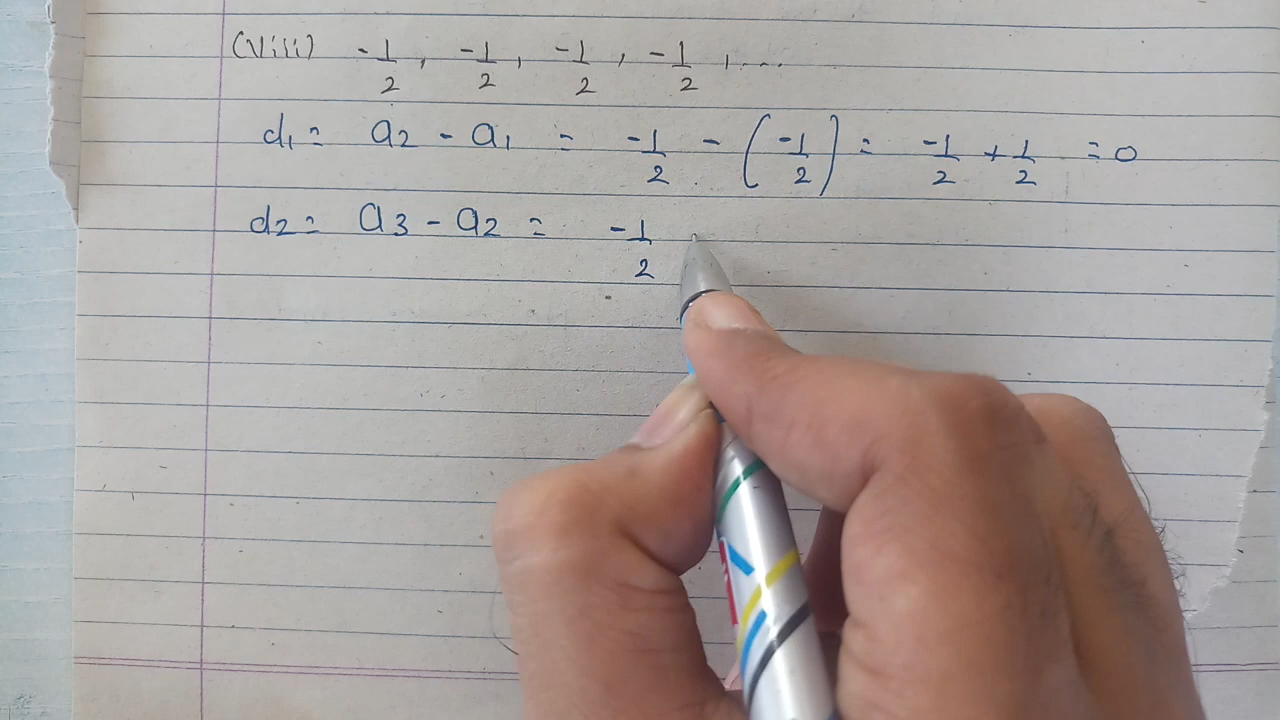 (viii) -1/2, -1/2, -1/2, -1/2, ....
d1 = a2 - a1 = -1/2 - (-1/2) = -1/2 + 1/2 = 0
d2 = a3 - a2 = -1/2